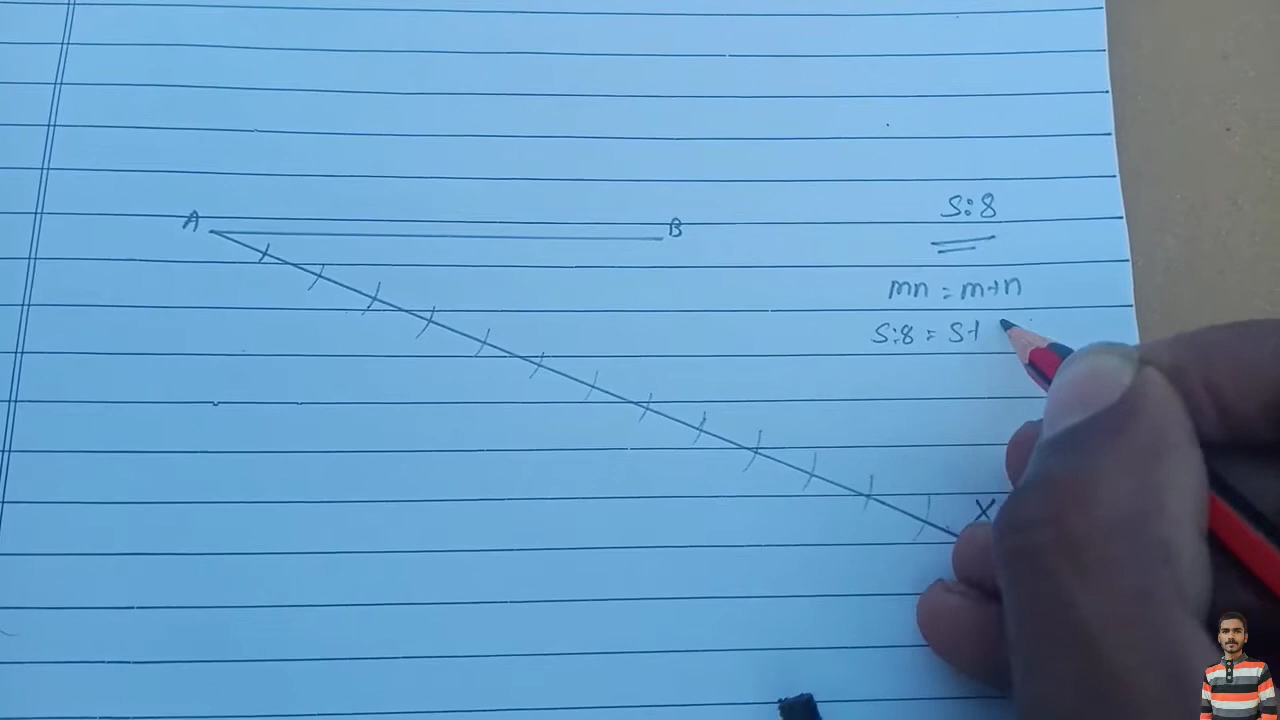 A
B
5:8
mn = m+n
5:8 = 5+
X